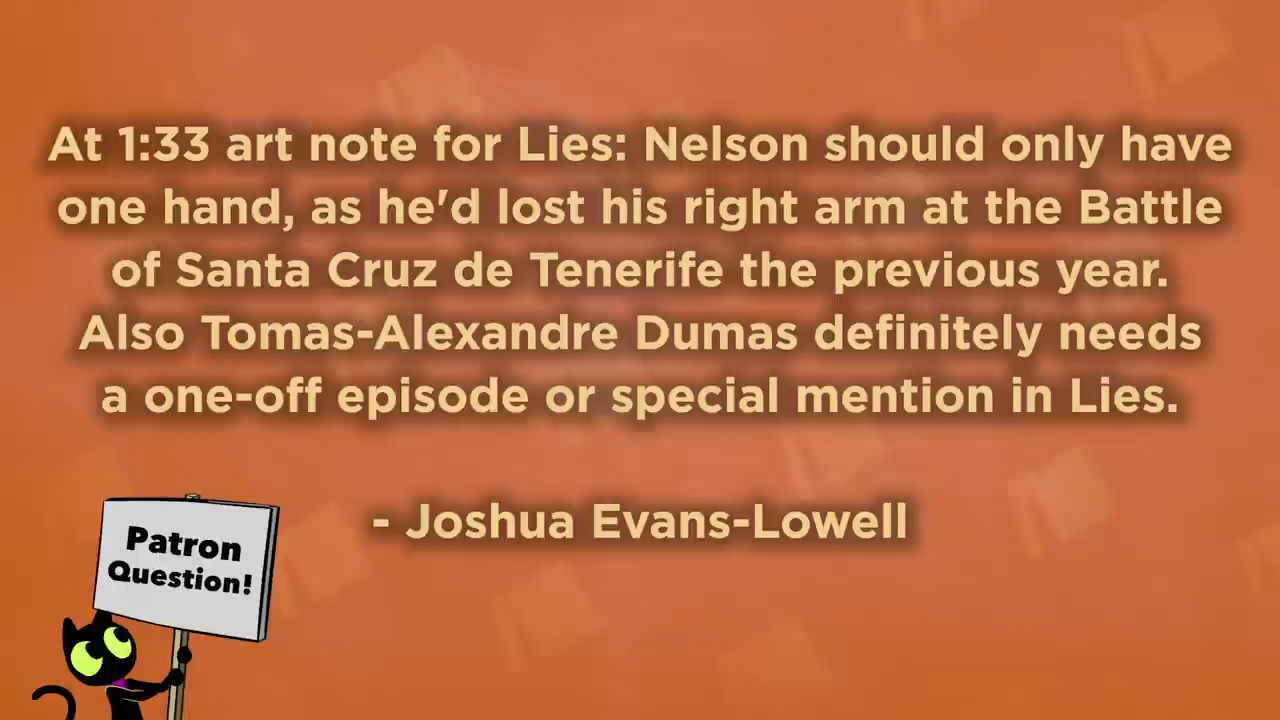 At 1:33 art note for Lies: Nelson should only have
one hand, as he'd lost his right arm at the Battle
of Santa Cruz de Tenerife the previous year.
Also Tomas-Alexandre Dumas definitely needs
a one-off episode or special mention in Lies.
- Joshua Evans-Lowell
Patron
Question!